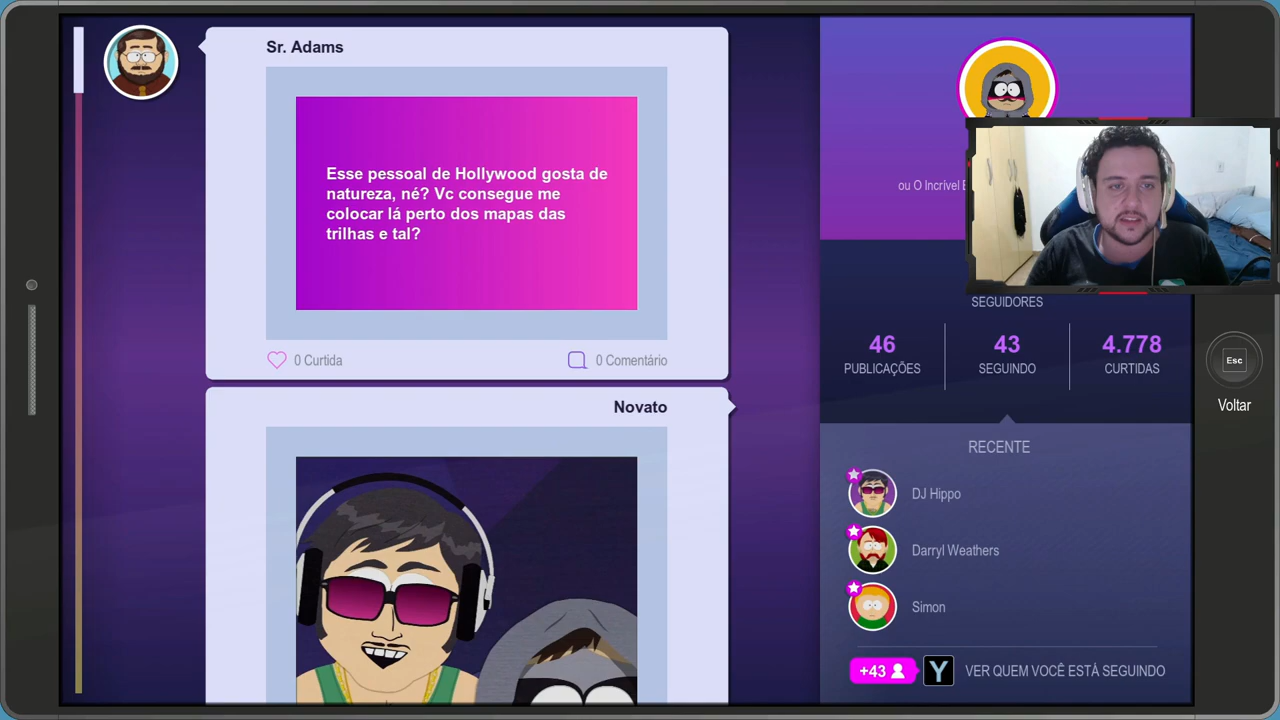 Sr. Adams
Esse pessoal de Hollywood gosta de
natureza, né? Vc consegue me
colocar lá perto dos mapas das
trilhas e tal?
0 Curtida
0 Comentário
Novato
ou O Incrível
SEGUIDORES
46
PUBLICAÇÕES
43
SEGUINDO
4.778
CURTIDAS
RECENTE
DJ Hippo
Darryl Weathers
Simon
+43
Y
VER QUEM VOCÊ ESTÁ SEGUINDO
Esc
Voltar